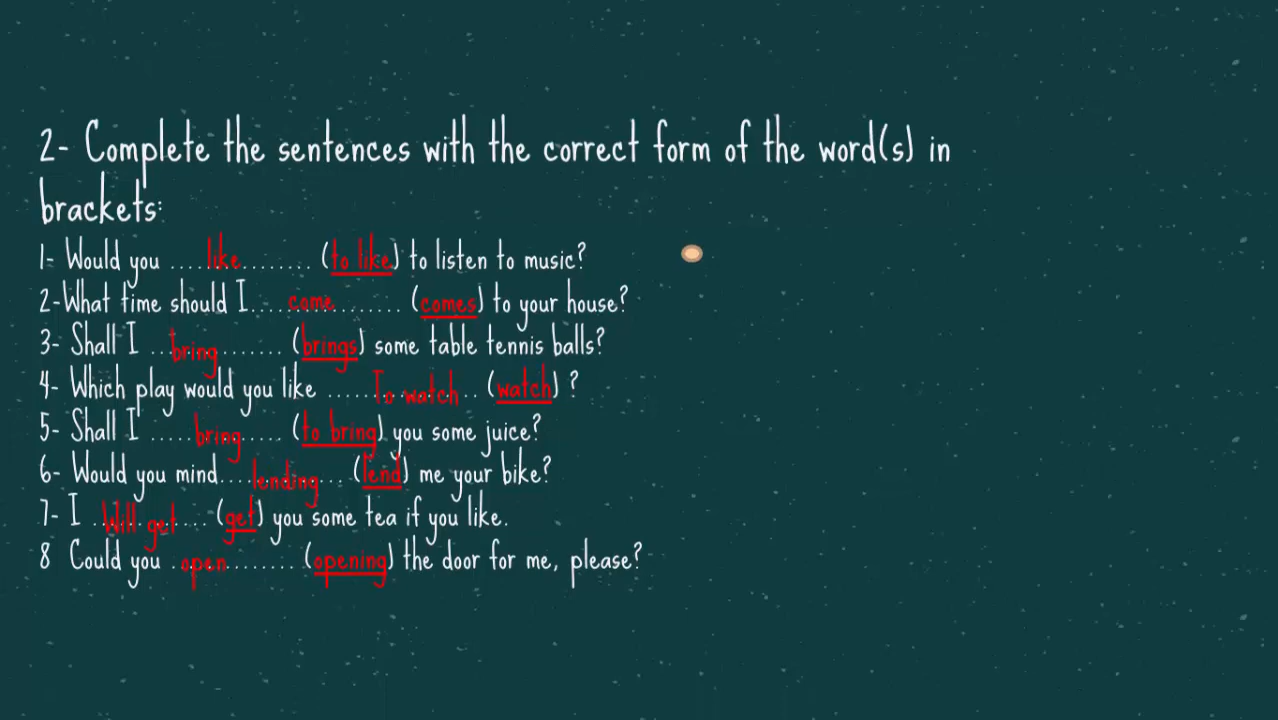 2- Complete the sentences with the correct form of the word(s) in
brackets:
1- Would you .....like......... (to like) to listen to music?
2-What time should I.....come......... (comes) to your house?
3- Shall I ...bring........ (brings) some table tennis balls?
4- Which play would you like ......To watch... (watch) ?
5- Shall I .....bring..... (to bring) you some juice?
6- Would you mind....lending... (lend) me your bike?
7- I ..Will get.... (get) you some tea if you like.
8 Could you ..open........ (opening) the door for me, please?